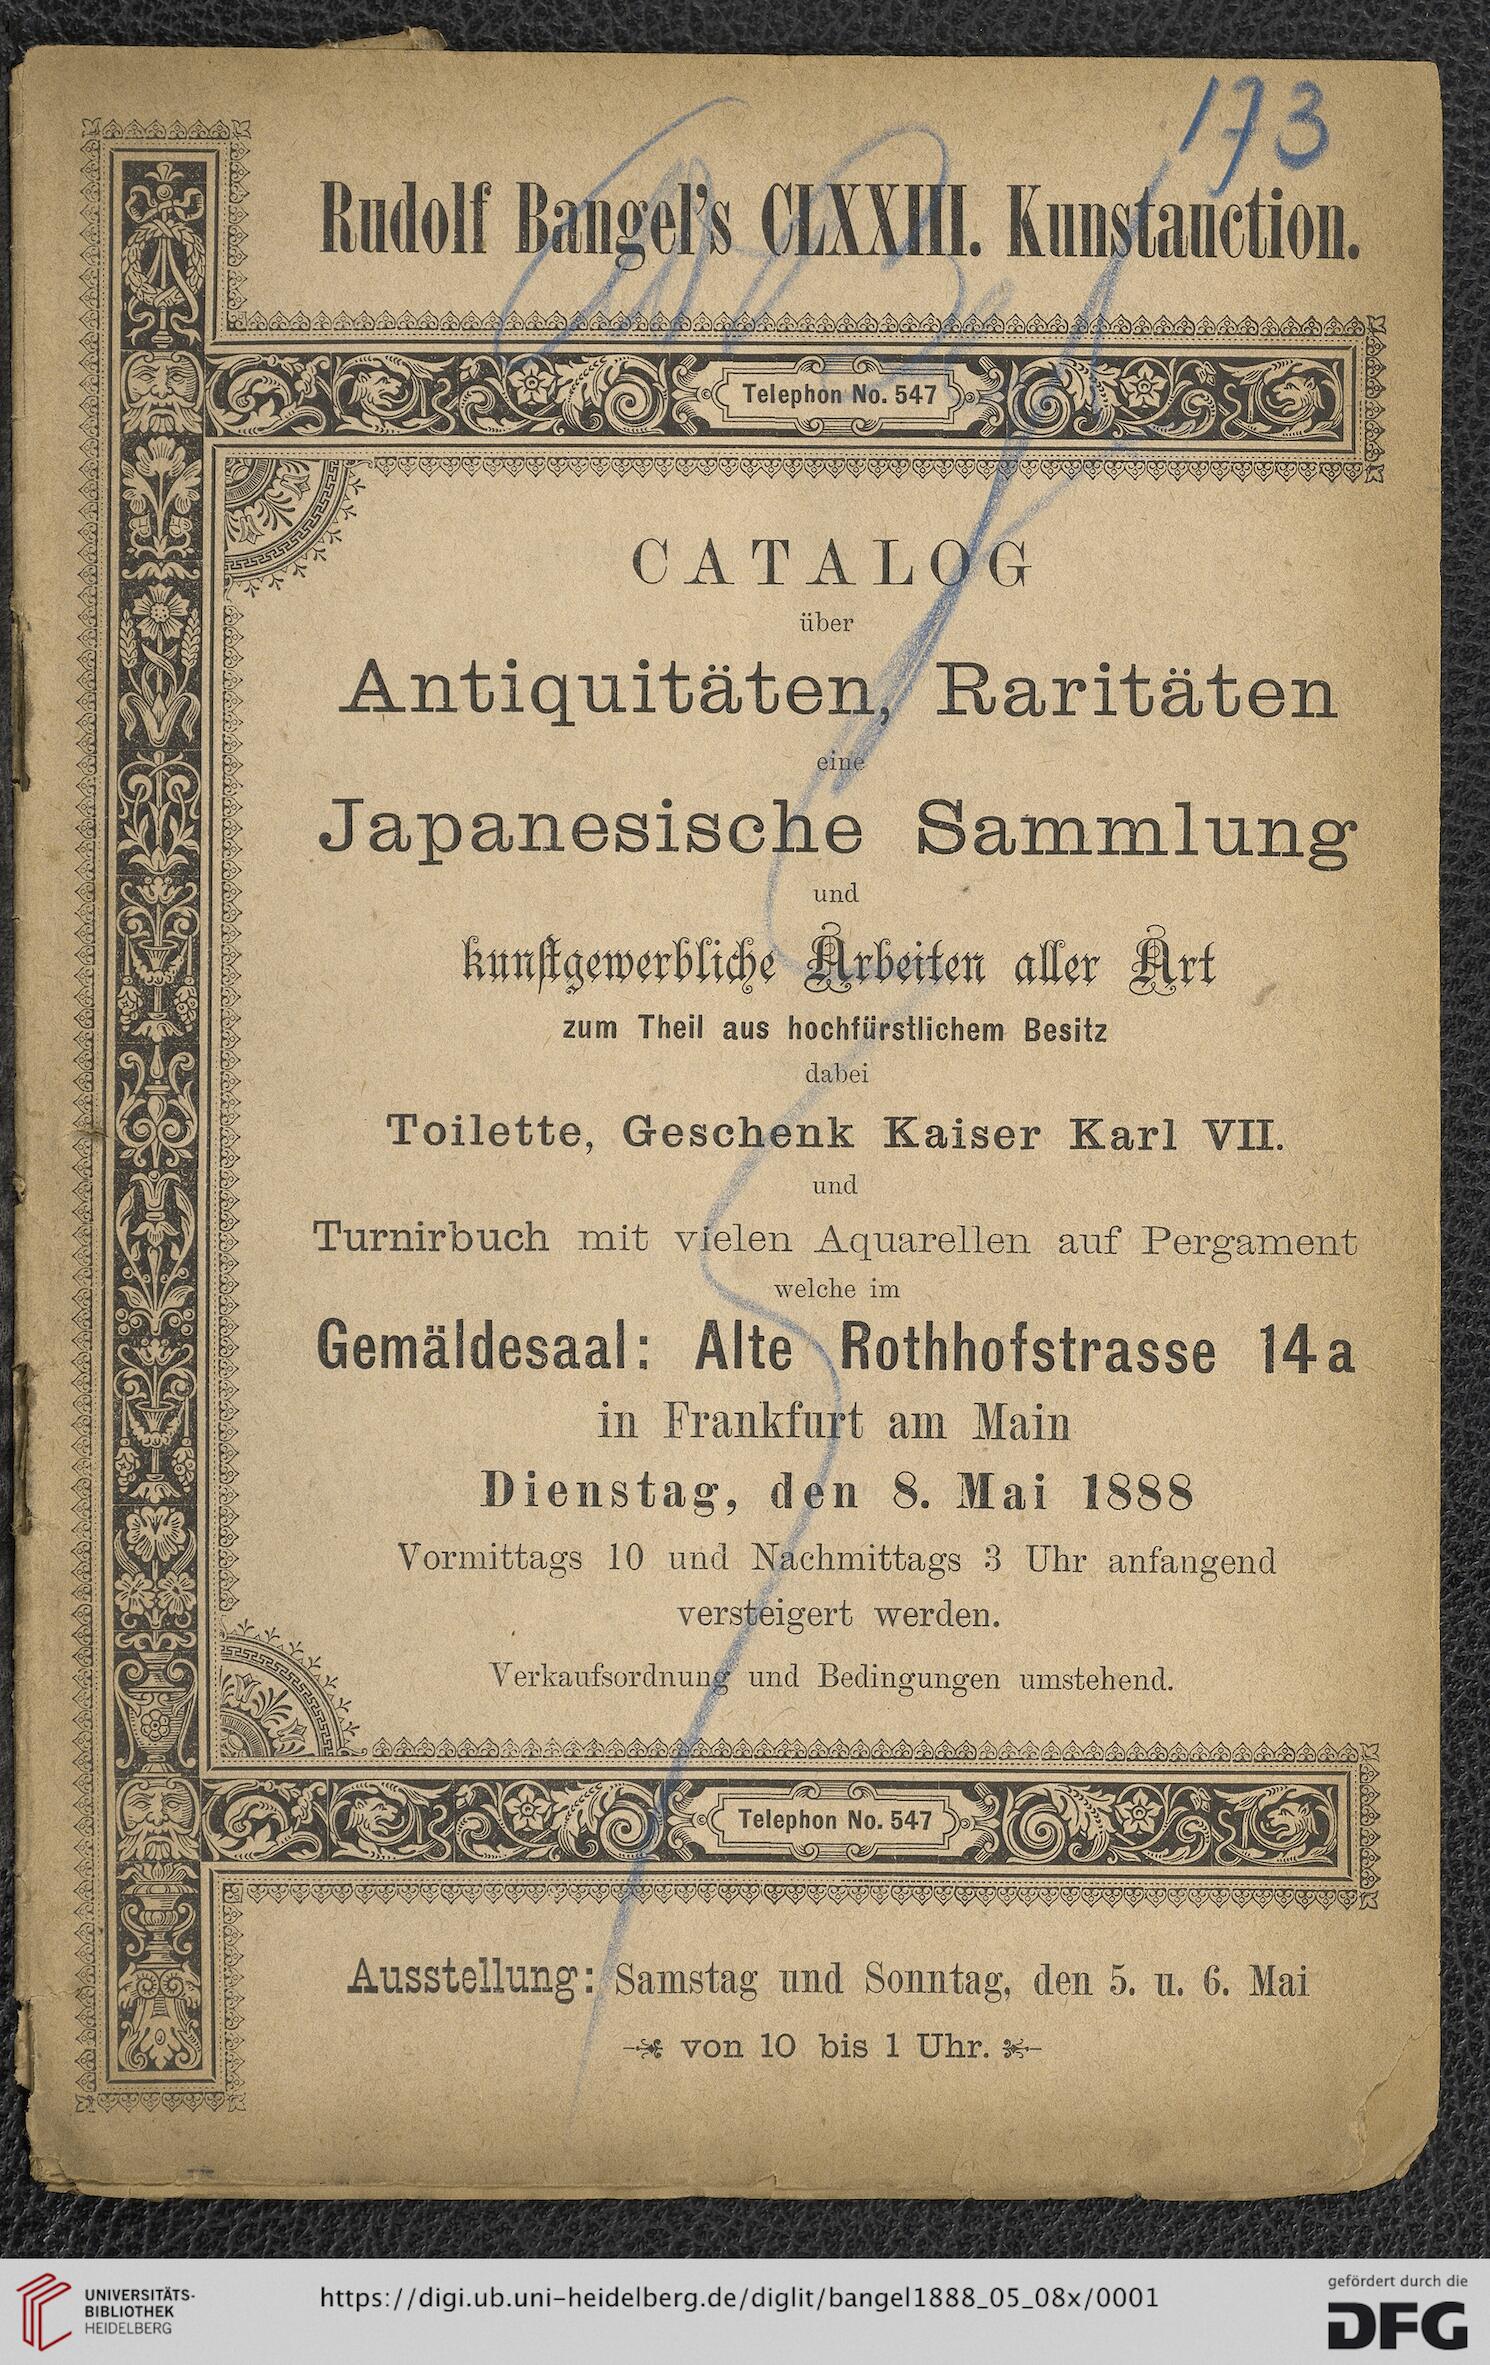 173
Rudolf Bangel's CLXXIII. Kunstauction.
Telephon No. 547
CATALOG
über
Antiquitäten, Raritäten
eine
Japanesische Sammlung
und
kunstgewerbliche Arbeiten aller Art
zum Theil aus hochfürstlichem Besitz
dabei
Toilette, Geschenk Kaiser Karl VII.
und
Turnirbuch mit vielen Aquarellen auf Pergament
welche im
Gemäldesaal: Alte Rothhofstrasse 14a
in Frankfurt am Main
Dienstag, den 8. Mai 1888
Vormittags 10 und Nachmittags 3 Uhr anfangend
versteigert werden.
Verkaufsordnung und Bedingungen umstehend.
Telephon No. 547
Ausstellung: Samstag und Sonntag, den 5. u. 6. Mai
von 10 bis 1 Uhr.
UNIVERSITÄTS-
BIBLIOTHEK
HEIDELBERG
https://digi.ub.uni-heidelberg.de/diglit/bangel1888_05_08x/0001
gefördert durch die
DFG